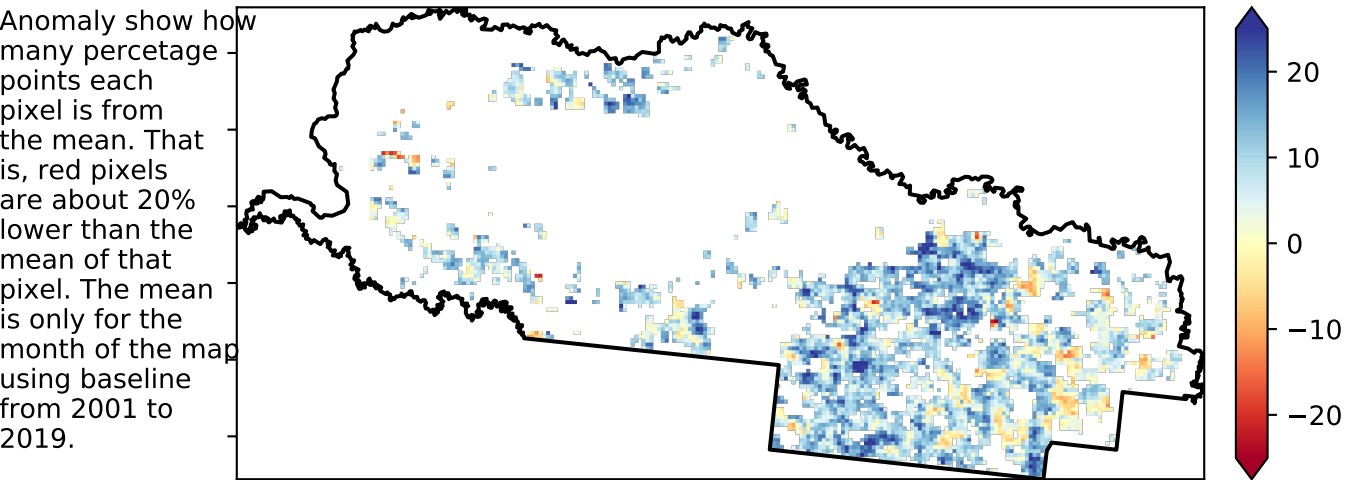 Anomaly show how
many percetage
points each
pixel is from
the mean. That
is, red pixels
are about 20%
lower than the
mean of that
pixel. The mean
is only for the
month of the map
using baseline
from 2001 to
2019.
20
10
0
−10
−20